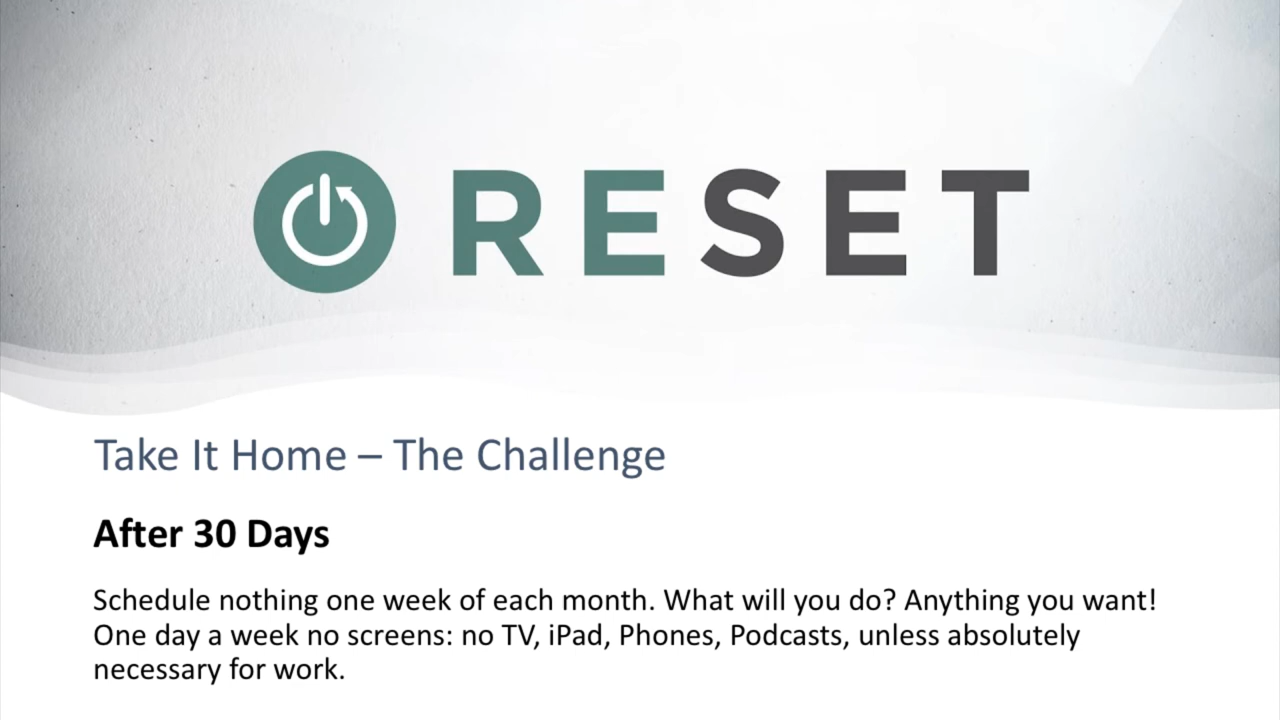 RESET
Take It Home – The Challenge
After 30 Days
Schedule nothing one week of each month. What will you do? Anything you want!
One day a week no screens: no TV, iPad, Phones, Podcasts, unless absolutely
necessary for work.